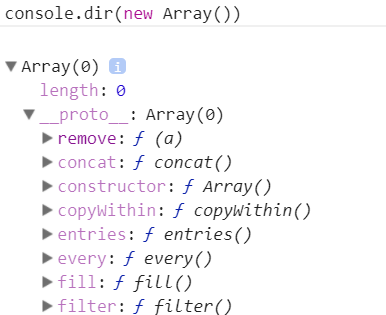 console.dir(new Array())
▼Array(0) i
length: 0
▼__proto__: Array(0)
▶remove: ƒ (a)
▶concat: ƒ concat()
▶constructor: ƒ Array()
▶copyWithin: ƒ copyWithin()
▶entries: ƒ entries()
▶every: ƒ every()
▶fill: ƒ fill()
▶filter: ƒ filter()